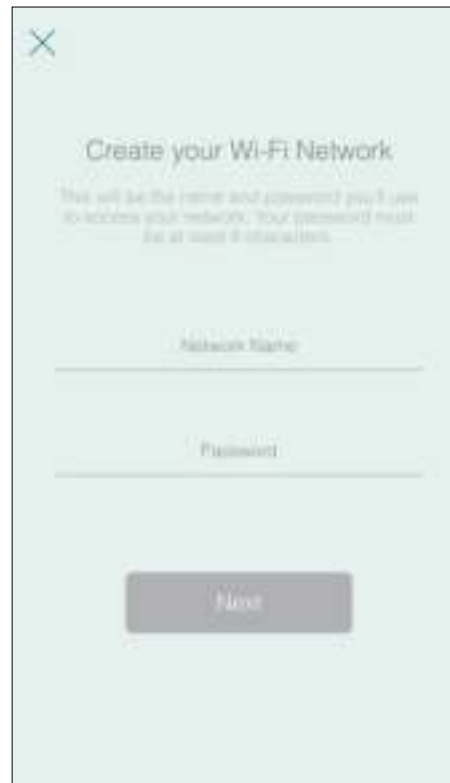 Create your Wi-Fi Network
This will be the name and password you'll use
to access your network. Your password must
be at least 8 characters.
Network Name
Password
Next